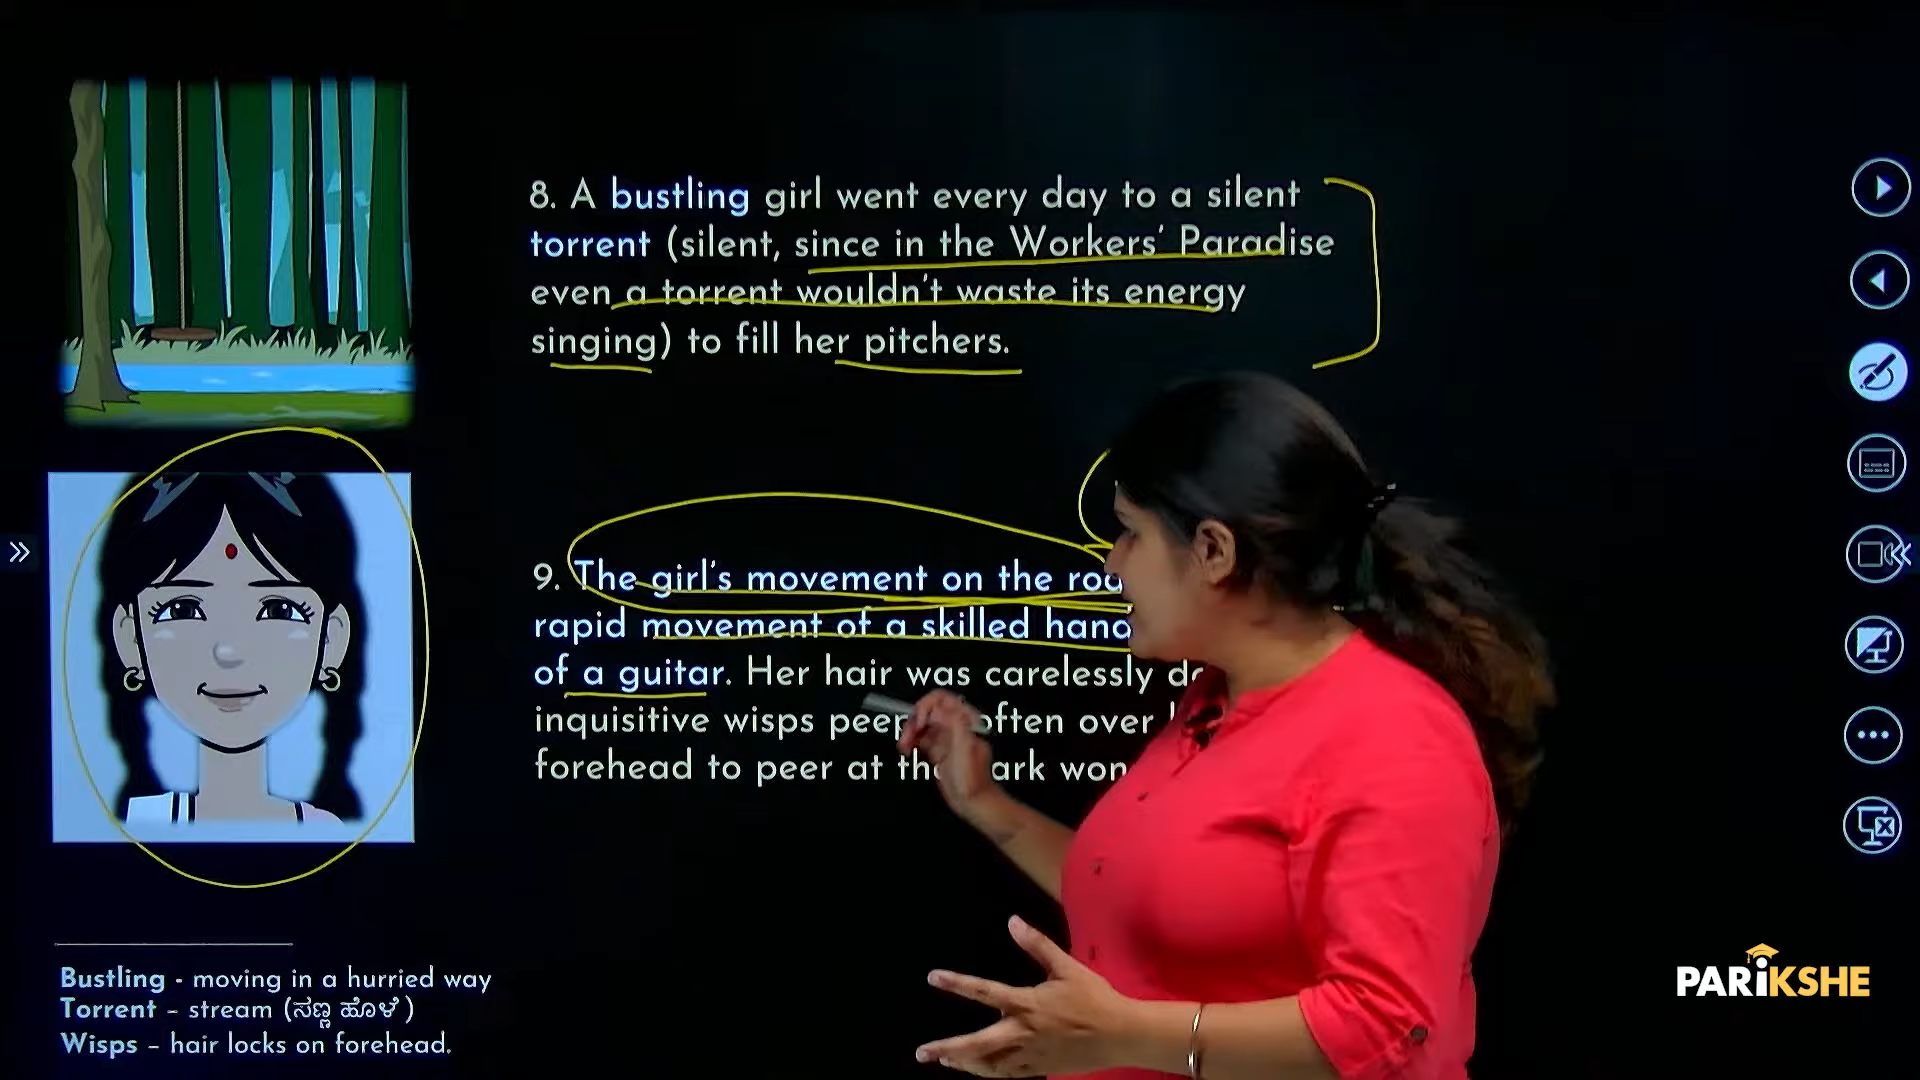 8. A bustling girl went every day to a silent
torrent (silent, since in the Workers' Paradise
even a torrent wouldn't waste its energy
singing) to fill her pitchers.
9. The girl's movement on the
rapid movement of a skilled hand
of a guitar. Her hair was carelessly
inquisitive wisps often over
forehead to peer at
Bustling - moving in a hurried way
Torrent - stream (ಸಣ್ಣ ಹೊಳೆ)
Wisps - hair locks on forehead.
PARIKSHE